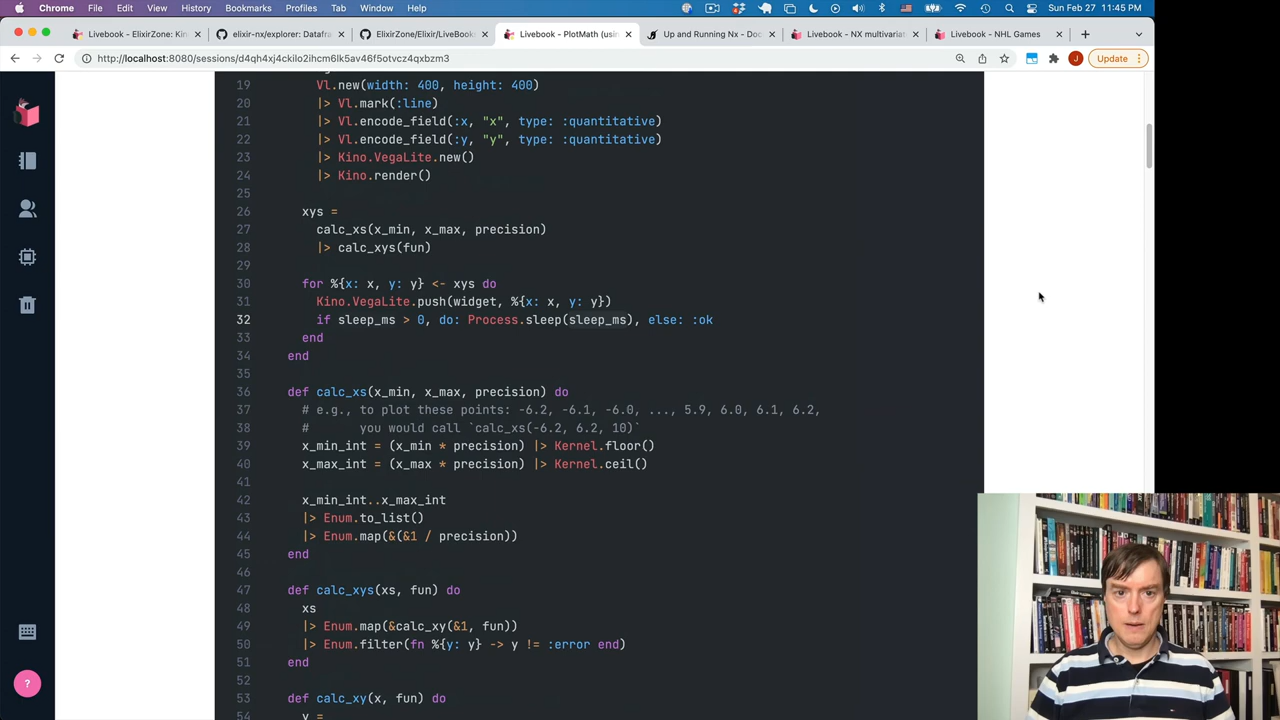 Chrome File Edit View History Bookmarks Profiles Tab Window Help Sun Feb 27 11:45 PM
Livebook - ElixirZone: Kin
elixir-nx/explorer: Datafra
ElixirZone/Elixir/LiveBook
Livebook - PlotMath (usin
Up and Running Nx - Doc
Livebook - NX multivariat
Livebook - NHL Games
http://localhost:8080/sessions/d4qh4xj4ckilo2ihcm6lk5av46f5otvcz4qxbzm3
J
Update
19 Vl.new(width: 400, height: 400)
20 |> Vl.mark(:line)
21 |> Vl.encode_field(:x, "x", type: :quantitative)
22 |> Vl.encode_field(:y, "y", type: :quantitative)
23 |> Kino.VegaLite.new()
24 |> Kino.render()
25
26 xys =
27 calc_xs(x_min, x_max, precision)
28 |> calc_xys(fun)
29
30 for %{x: x, y: y} <- xys do
31 Kino.VegaLite.push(widget, %{x: x, y: y})
32 if sleep_ms > 0, do: Process.sleep(sleep_ms), else: :ok
33 end
34 end
35
36 def calc_xs(x_min, x_max, precision) do
37 # e.g., to plot these points: -6.2, -6.1, -6.0, ..., 5.9, 6.0, 6.1, 6.2,
38 # you would call `calc_xs(-6.2, 6.2, 10)`
39 x_min_int = (x_min * precision) |> Kernel.floor()
40 x_max_int = (x_max * precision) |> Kernel.ceil()
41
42 x_min_int..x_max_int
43 |> Enum.to_list()
44 |> Enum.map(&(&1 / precision))
45 end
46
47 def calc_xys(xs, fun) do
48 xs
49 |> Enum.map(&calc_xy(&1, fun))
50 |> Enum.filter(fn %{y: y} -> y != :error end)
51 end
52
53 def calc_xy(x, fun) do
54 y =
?